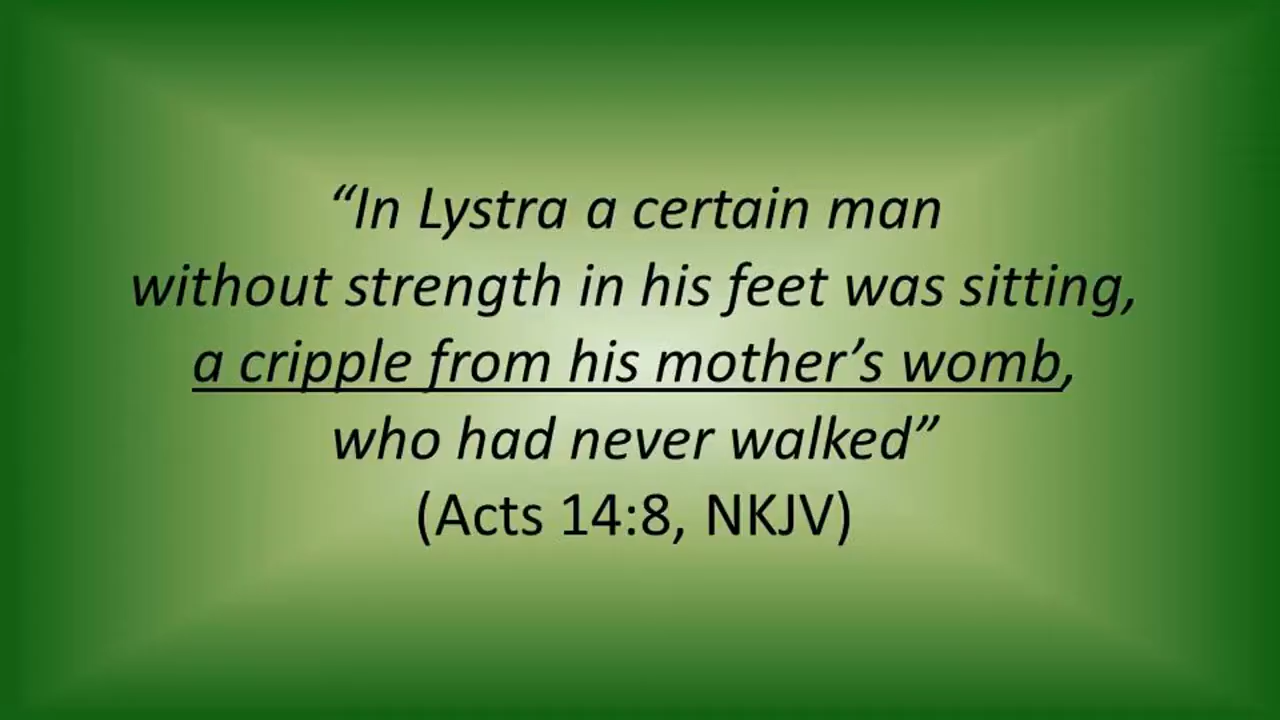 “In Lystra a certain man
without strength in his feet was sitting,
a cripple from his mother’s womb,
who had never walked”
(Acts 14:8, NKJV)